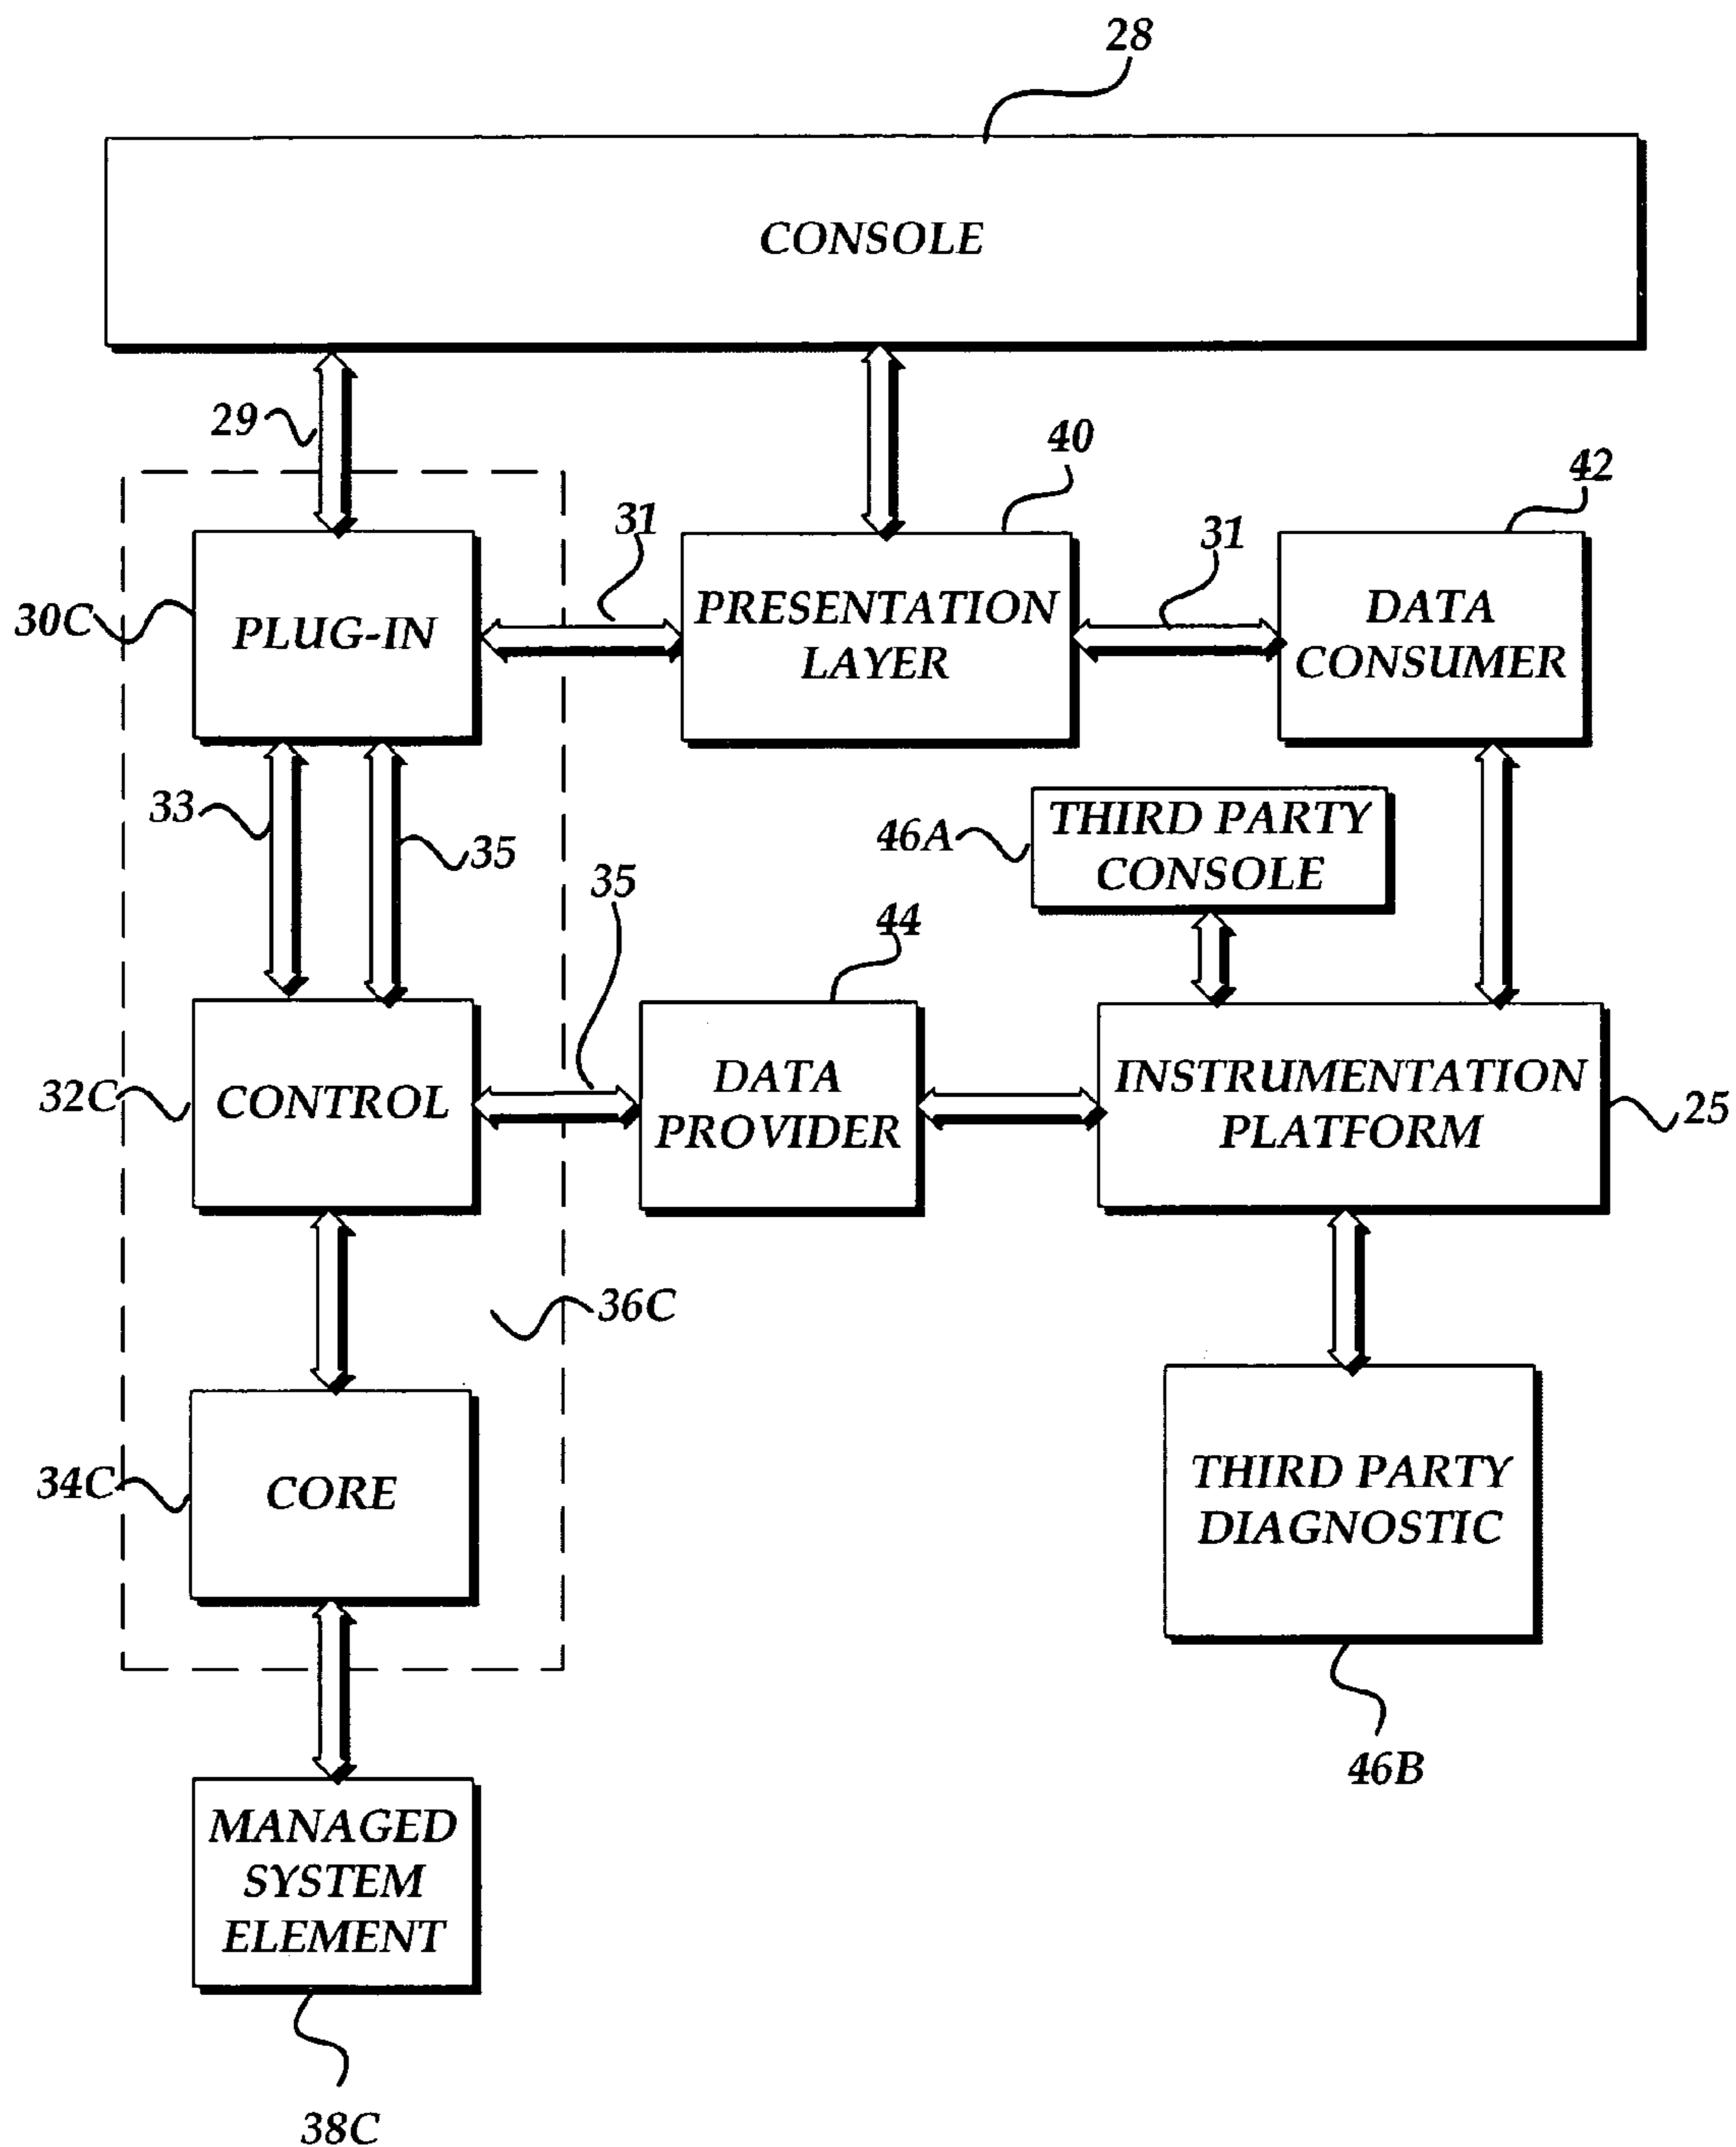 28
CONSOLE
29
40
42
31
31
30C
PLUG-IN
PRESENTATION
LAYER
DATA
CONSUMER
33
35
46A
THIRD PARTY
CONSOLE
35
44
32C
CONTROL
DATA
PROVIDER
INSTRUMENTATION
PLATFORM
25
36C
34C
CORE
THIRD PARTY
DIAGNOSTIC
46B
MANAGED
SYSTEM
ELEMENT
38C